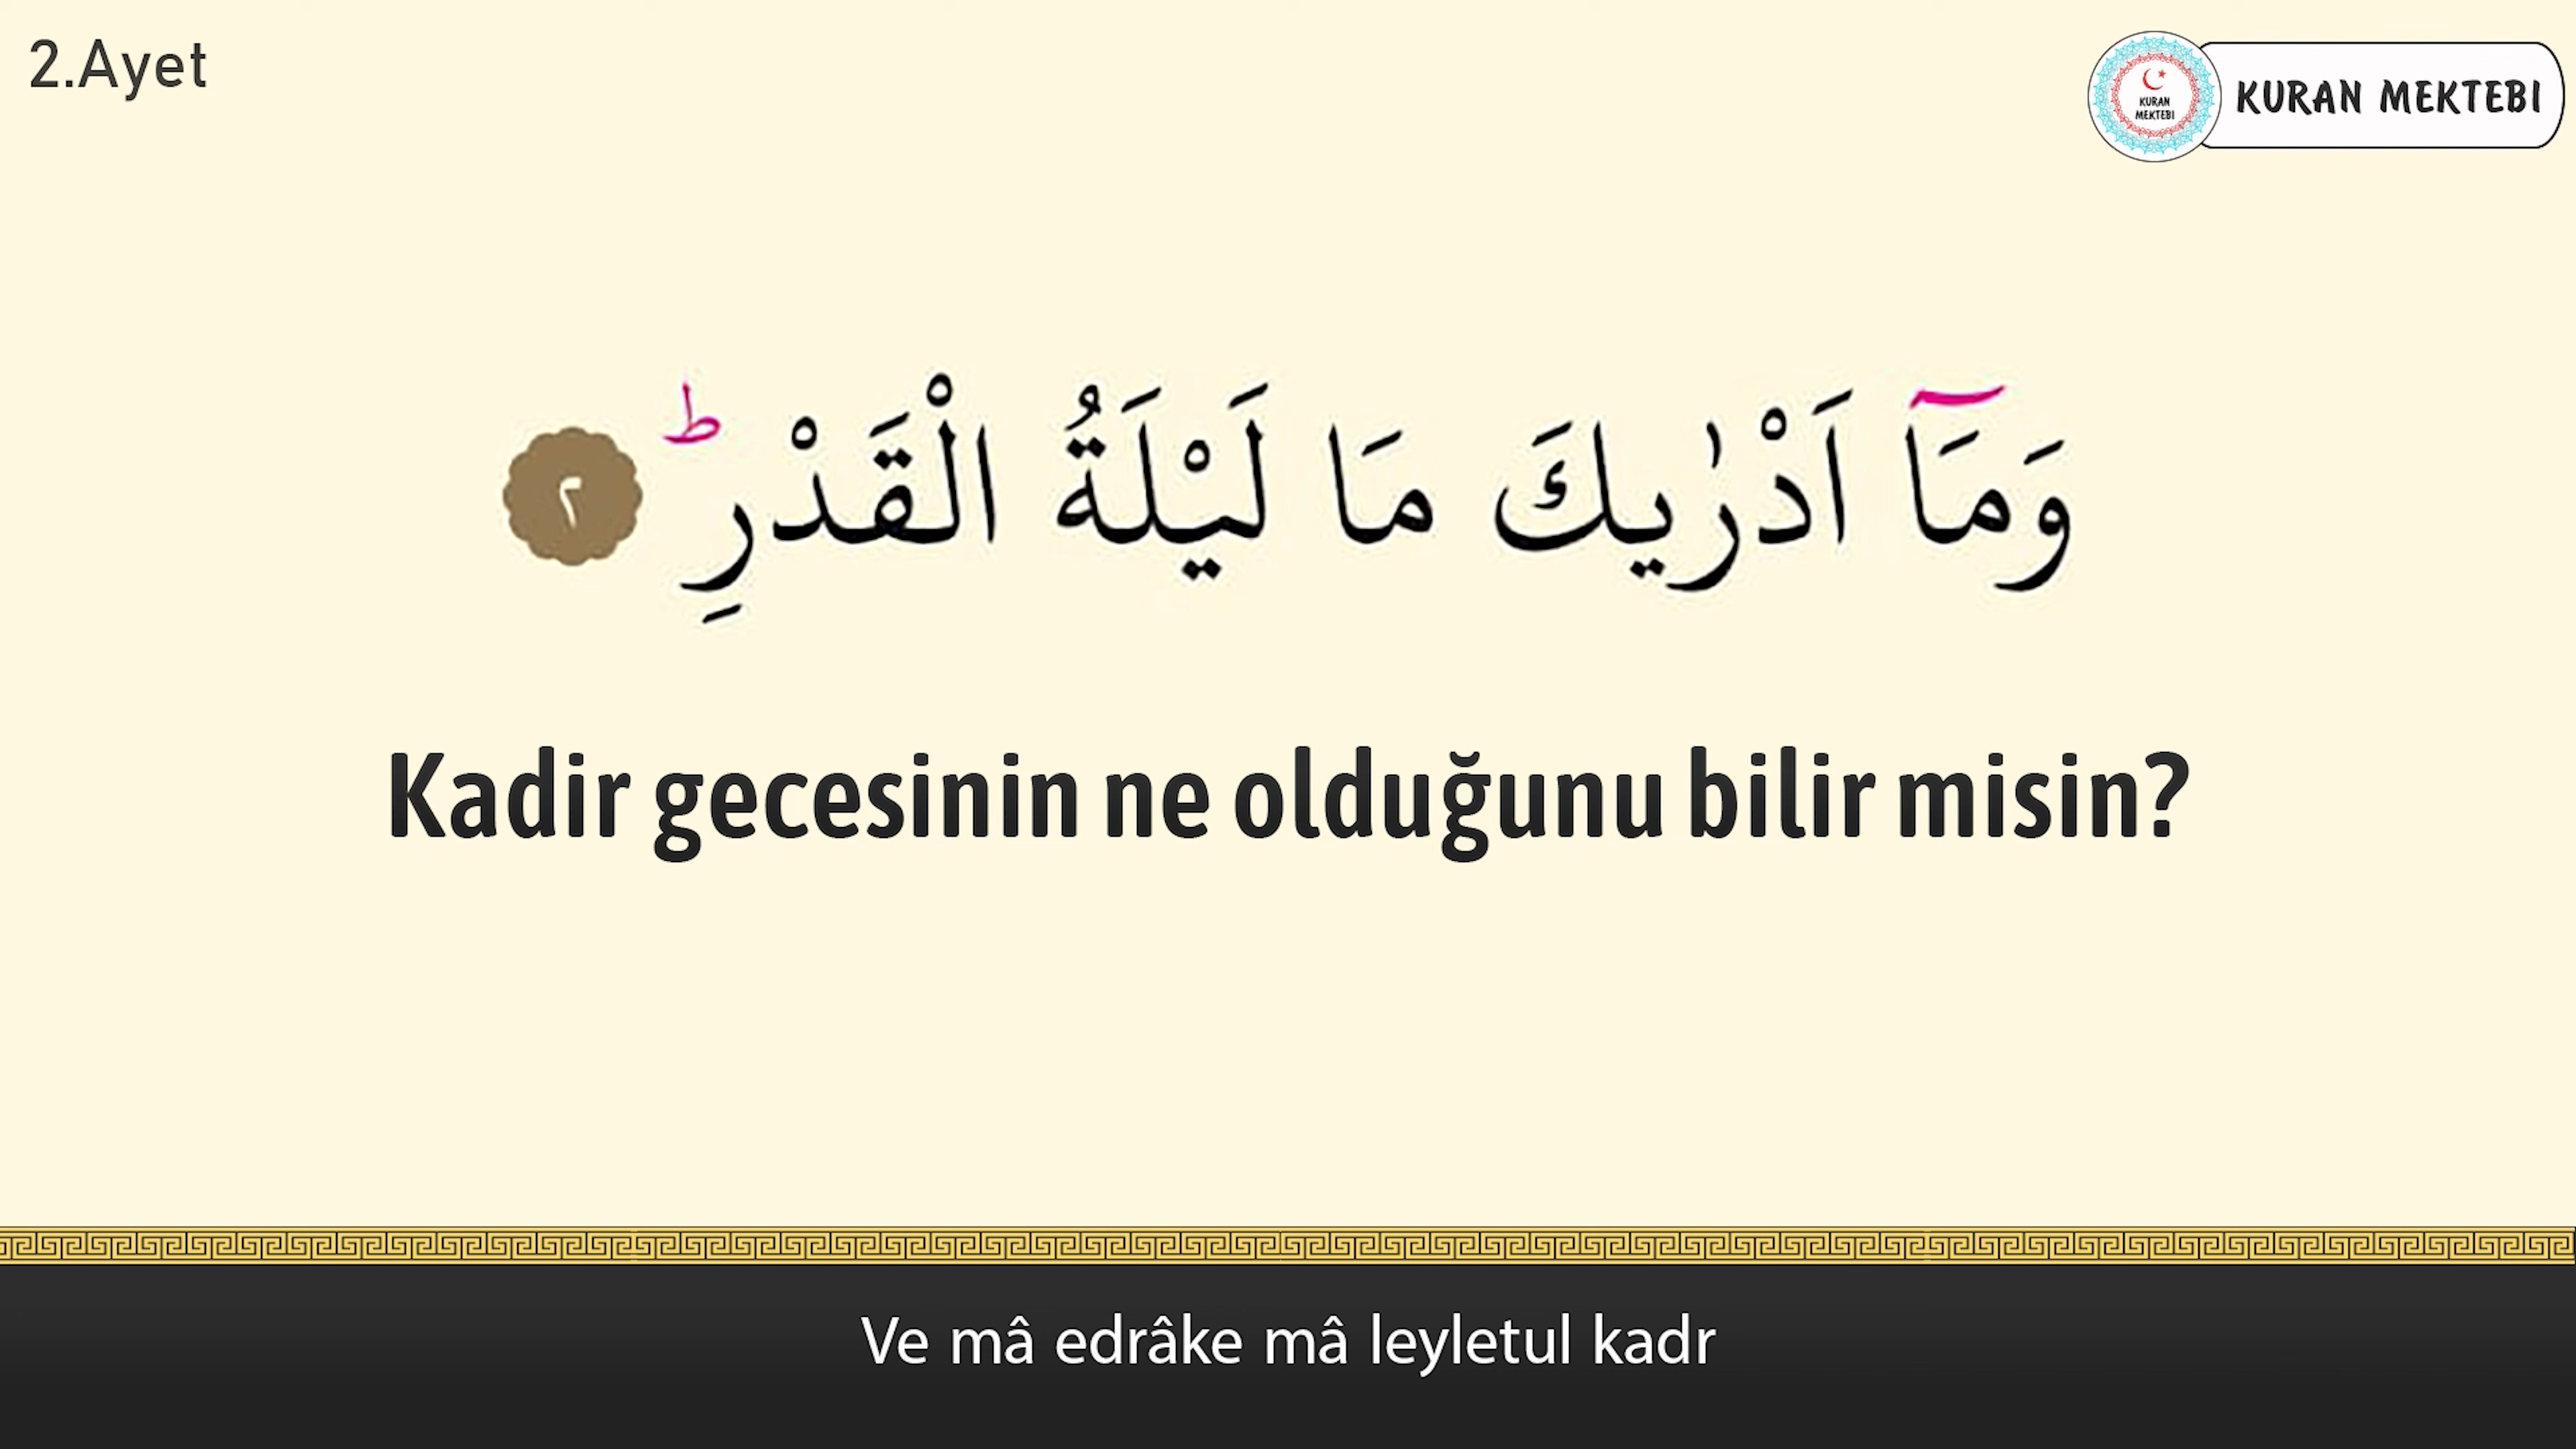 2.Ayet
KURAN
MEKTEBI
KURAN MEKTEBI
وَمَٓا اَدْرٰيكَ مَا لَيْلَةُ الْقَدْرِۜ ٢
Kadir gecesinin ne olduğunu bilir misin?
Ve mâ edrâke mâ leyletul kadr